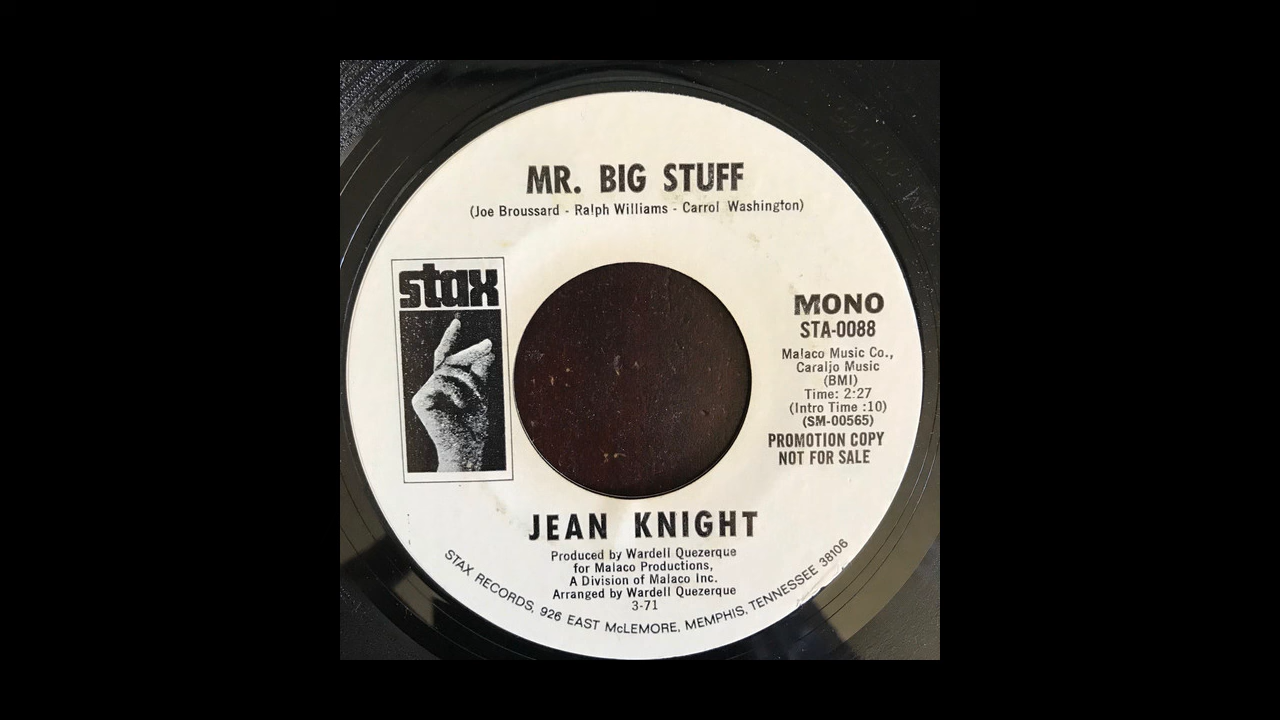 MR. BIG STUFF
(Joe Broussard - Ralph Williams - Carrol Washington)
stax
MONO
STA-0088
Malaco Music Co.,
Caraljo Music
(BMI)
Time: 2:27
(Intro Time :10)
(SM-00565)
PROMOTION COPY
NOT FOR SALE
JEAN KNIGHT
Produced by Wardell Quezerque
for Malaco Productions,
A Division of Malaco Inc.
Arranged by Wardell Quezerque
3-71
STAX RECORDS, 926 EAST McLEMORE, MEMPHIS, TENNESSEE 38106